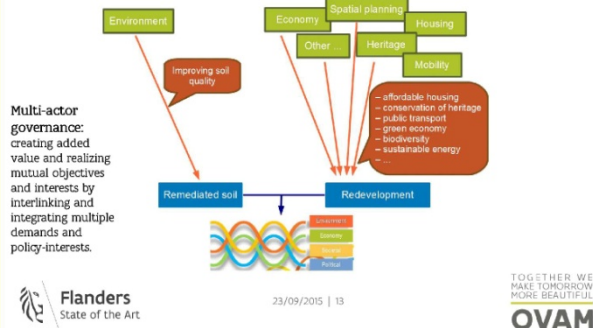 Environment
Economy
Spatial planning
Housing
Other ...
Heritage
Mobility
Improving soil
quality
– affordable housing
– conservation of heritage
– public transport
– green economy
– biodiversity
– sustainable energy
– ...
Multi-actor
governance:
creating added
value and realizing
mutual objectives
and interests by
interlinking and
integrating multiple
demands and
policy-interests.
Remediated soil
Redevelopment
Environment
Economy
Political
Flanders
State of the Art
23/09/2015 | 13
TOGETHER WE
MAKE TOMORROW
MORE BEAUTIFUL
OVAM